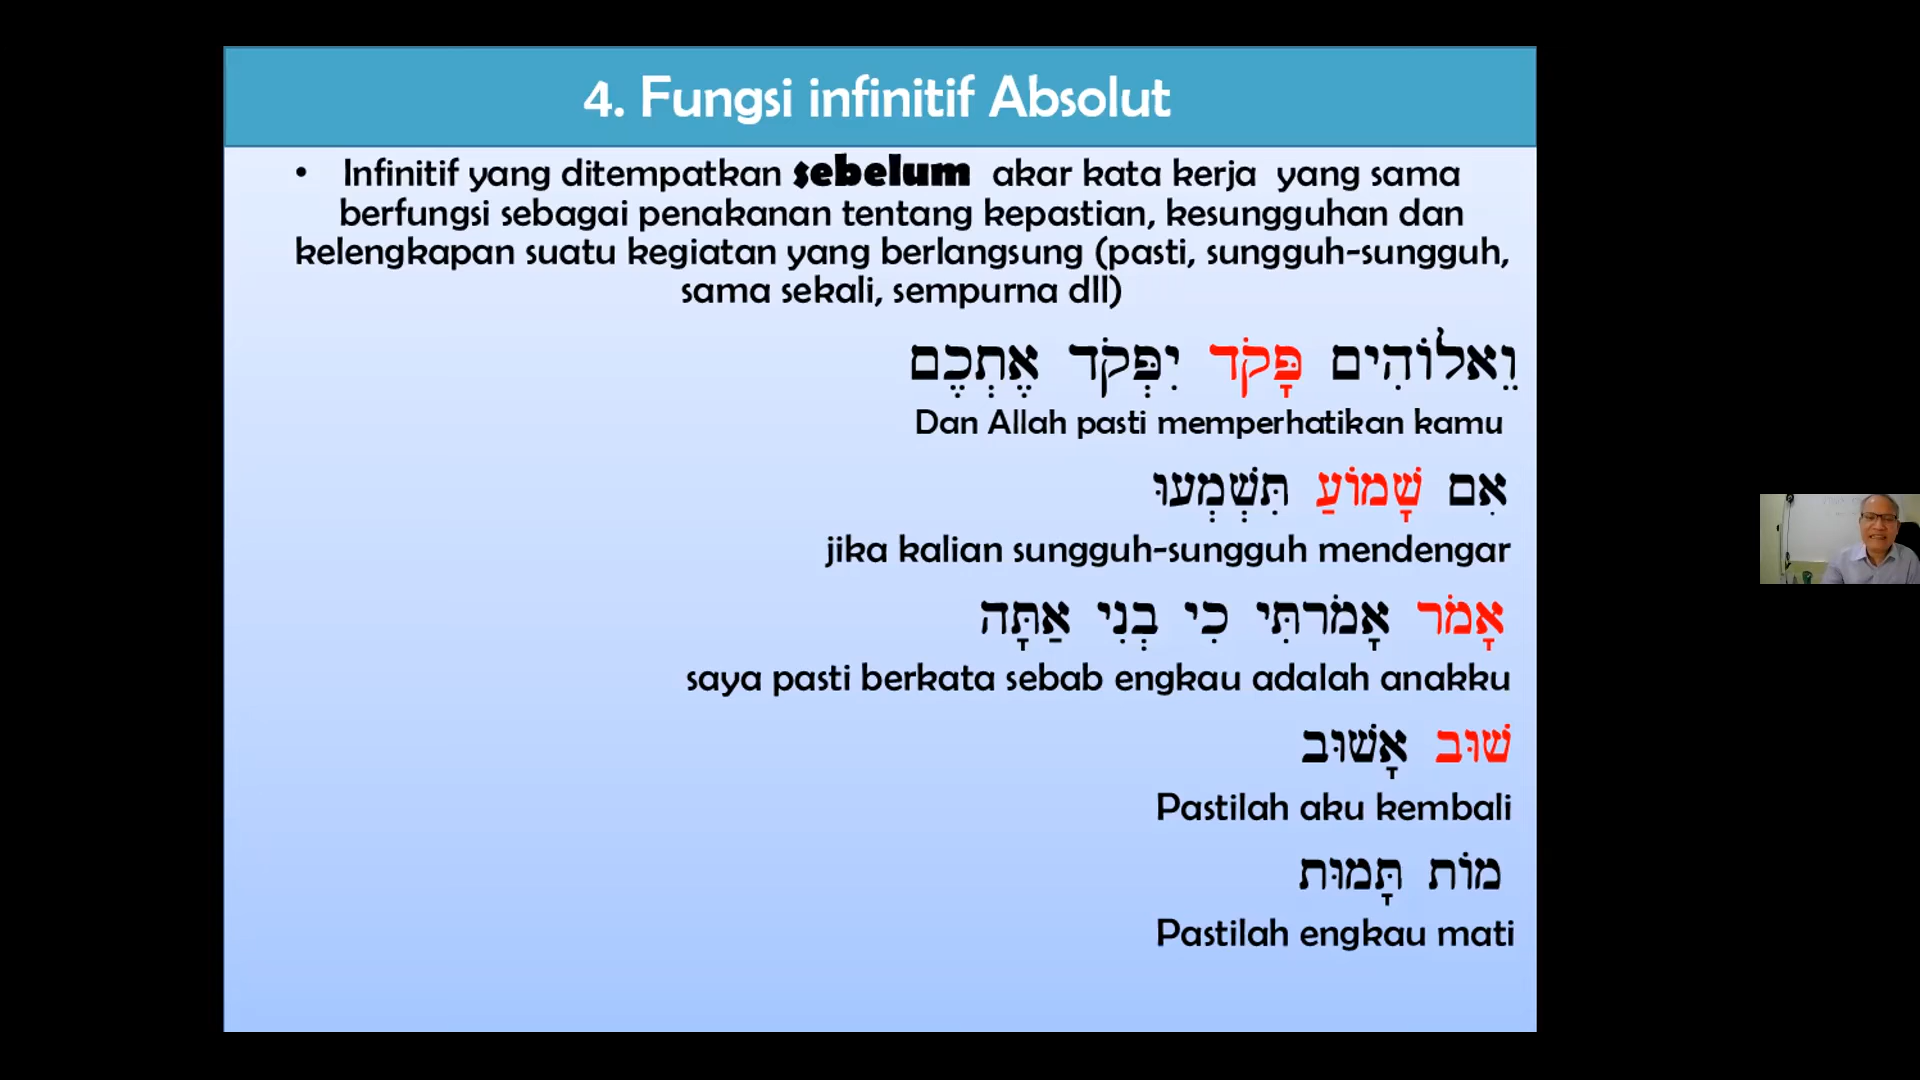 4. Fungsi infinitif Absolut
• Infinitif yang ditempatkan sebelum akar kata kerja yang sama
berfungsi sebagai penakanan tentang kepastian, kesungguhan dan
kelengkapan suatu kegiatan yang berlangsung (pasti, sungguh-sungguh,
sama sekali, sempurna dll)
וֵאלוֹהִים פָּקֹד יִפְּקֹד אֶתְכֶם
Dan Allah pasti memperhatikan kamu
אִם שָׁמוֹעַ תִּשְׁמְעוּ
jika kalian sungguh-sungguh mendengar
אָמֹר אָמֹרתִּי כִי בְנִי אַתָּה
saya pasti berkata sebab engkau adalah anakku
שׁוּב אָשׁוּב
Pastilah aku kembali
מוֹת תָּמוּת
Pastilah engkau mati